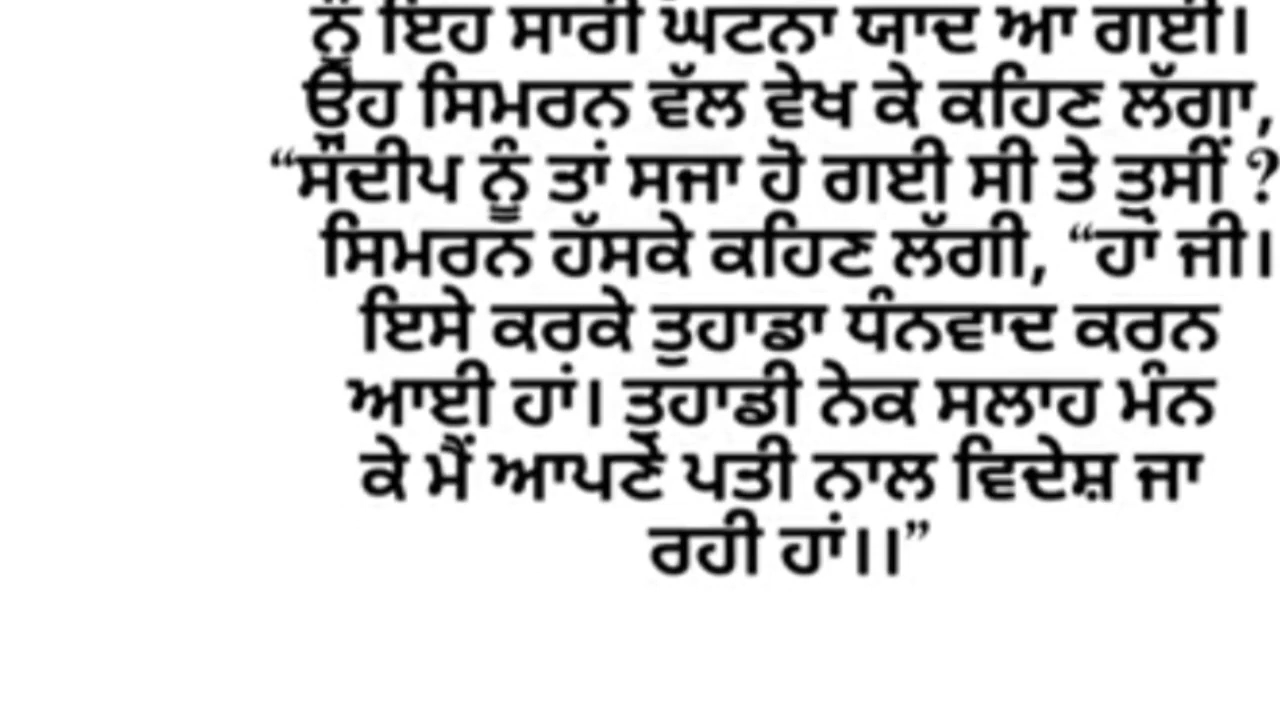 ਨੂੰ ਇਹ ਸਾਰੀ ਘਟਨਾ ਯਾਦ ਆ ਗਈ।
ਉਹ ਸਿਮਰਨ ਵੱਲ ਵੇਖ ਕੇ ਕਹਿਣ ਲੱਗਾ,
“ਸੰਦੀਪ ਨੂੰ ਤਾਂ ਸਜਾ ਹੋ ਗਈ ਸੀ ਤੇ ਤੁਸੀਂ ?
ਸਿਮਰਨ ਹੱਸਕੇ ਕਹਿਣ ਲੱਗੀ, “ਹਾਂ ਜੀ।
ਇਸੇ ਕਰਕੇ ਤੁਹਾਡਾ ਧੰਨਵਾਦ ਕਰਨ
ਆਈ ਹਾਂ। ਤੁਹਾਡੀ ਨੇਕ ਸਲਾਹ ਮੰਨ
ਕੇ ਮੈਂ ਆਪਣੇ ਪਤੀ ਨਾਲ ਵਿਦੇਸ਼ ਜਾ
ਰਹੀ ਹਾਂ।।”